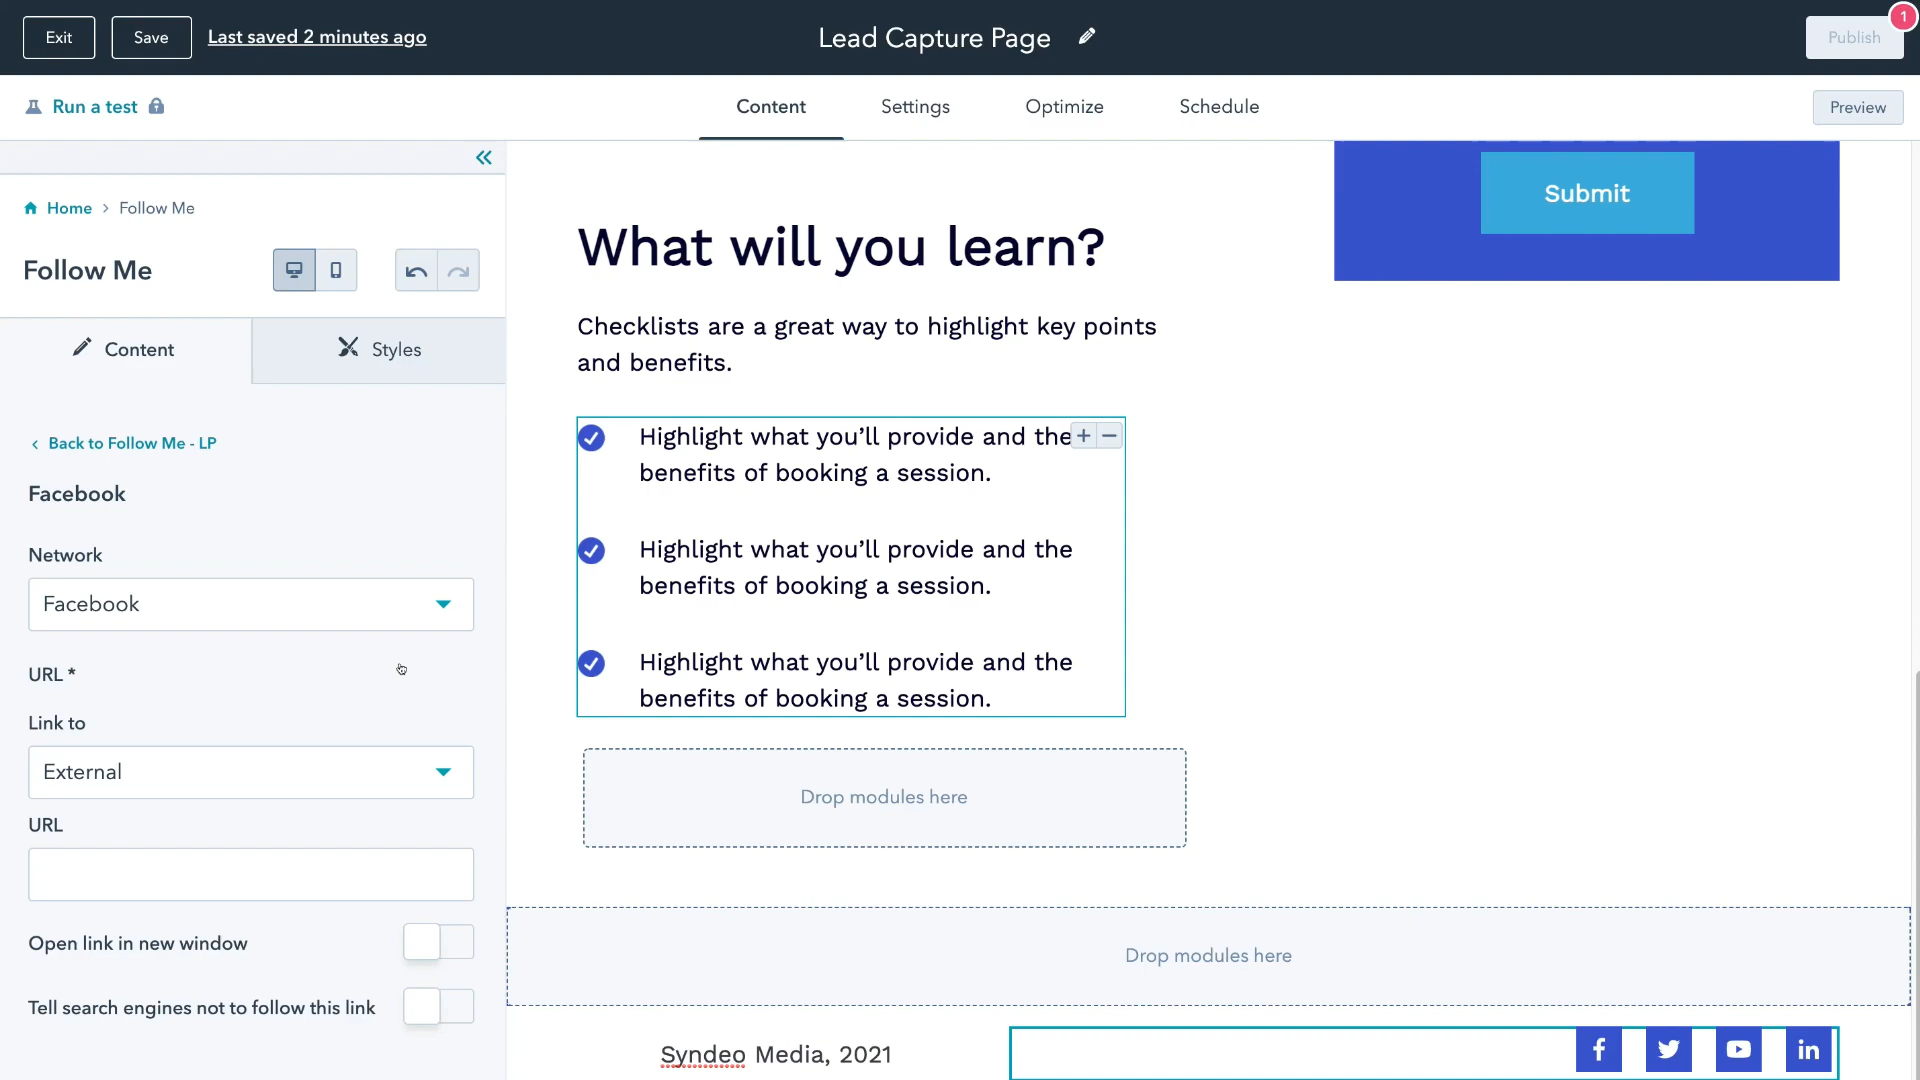 Exit
Save
Last saved 2 minutes ago
Lead Capture Page
Publish
1
Run a test
Content
Settings
Optimize
Schedule
Preview
Home
Follow Me
Follow Me
Content
Styles
Back to Follow Me - LP
Facebook
Network
Facebook
URL *
Link to
External
URL
Open link in new window
Tell search engines not to follow this link
Submit
What will you learn?
Checklists are a great way to highlight key points
and benefits.
Highlight what you’ll provide and the
benefits of booking a session.
Highlight what you’ll provide and the
benefits of booking a session.
Highlight what you’ll provide and the
benefits of booking a session.
Drop modules here
Drop modules here
Syndeo Media, 2021